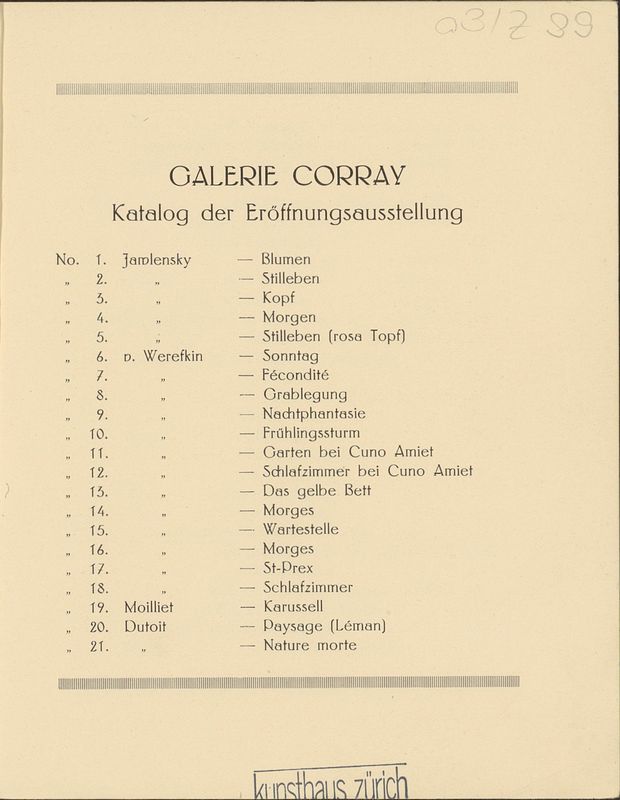 a3/Z 99
GALERIE CORRAY
Katalog der Eröffnungsausstellung
No. 1. Jawlensky — Blumen
„ 2. „ — Stilleben
„ 3. „ — Kopf
„ 4. „ — Morgen
„ 5. „ — Stilleben (rosa Topf)
„ 6. v. Werefkin — Sonntag
„ 7. „ — Fécondité
„ 8. „ — Grablegung
„ 9. „ — Nachtphantasie
„ 10. „ — Frühlingssturm
„ 11. „ — Garten bei Cuno Amiet
„ 12. „ — Schlafzimmer bei Cuno Amiet
„ 13. „ — Das gelbe Bett
„ 14. „ — Morges
„ 15. „ — Wartestelle
„ 16. „ — Morges
„ 17. „ — St-Prex
„ 18. „ — Schlafzimmer
„ 19. Moilliet — Karussell
„ 20. Dutoit — Paysage (Léman)
„ 21. „ — Nature morte
kunsthaus zürich